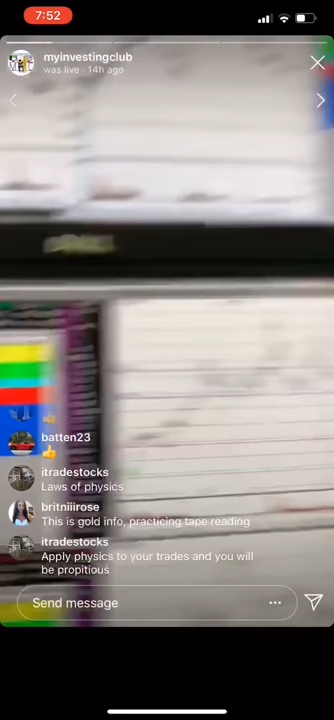 7:52
myinvestingclub
was live · 14h ago
batten23
👍
itradestocks
Laws of physics
britniiirose
This is gold info, practicing tape reading
itradestocks
Apply physics to your trades and you will
be propitious
Send message